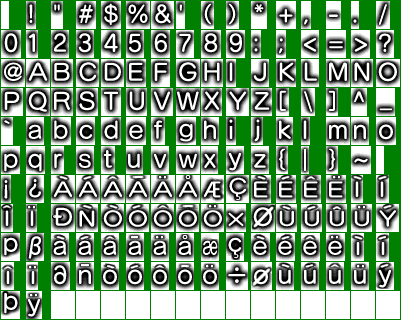 ! " # $ % & ' ( ) * + , - . /
0 1 2 3 4 5 6 7 8 9 : ; < = > ?
@ A B C D E F G H I J K L M N O
P Q R S T U V W X Y Z [ \ ] ^ _
` a b c d e f g h i j k l m n o
p q r s t u v w x y z { | } ~
¡ ¿ À Á Â Ã Ä Å Æ Ç È É Ê Ë Ì Í
Î Ï Ð Ñ Ò Ó Ô Õ Ö × Ø Ù Ú Û Ü Ý
Þ ß à á â ã ä å æ ç è é ê ë ì í
î ï ð ñ ò ó ô õ ö ÷ ø ù ú û ü ý
þ ÿ